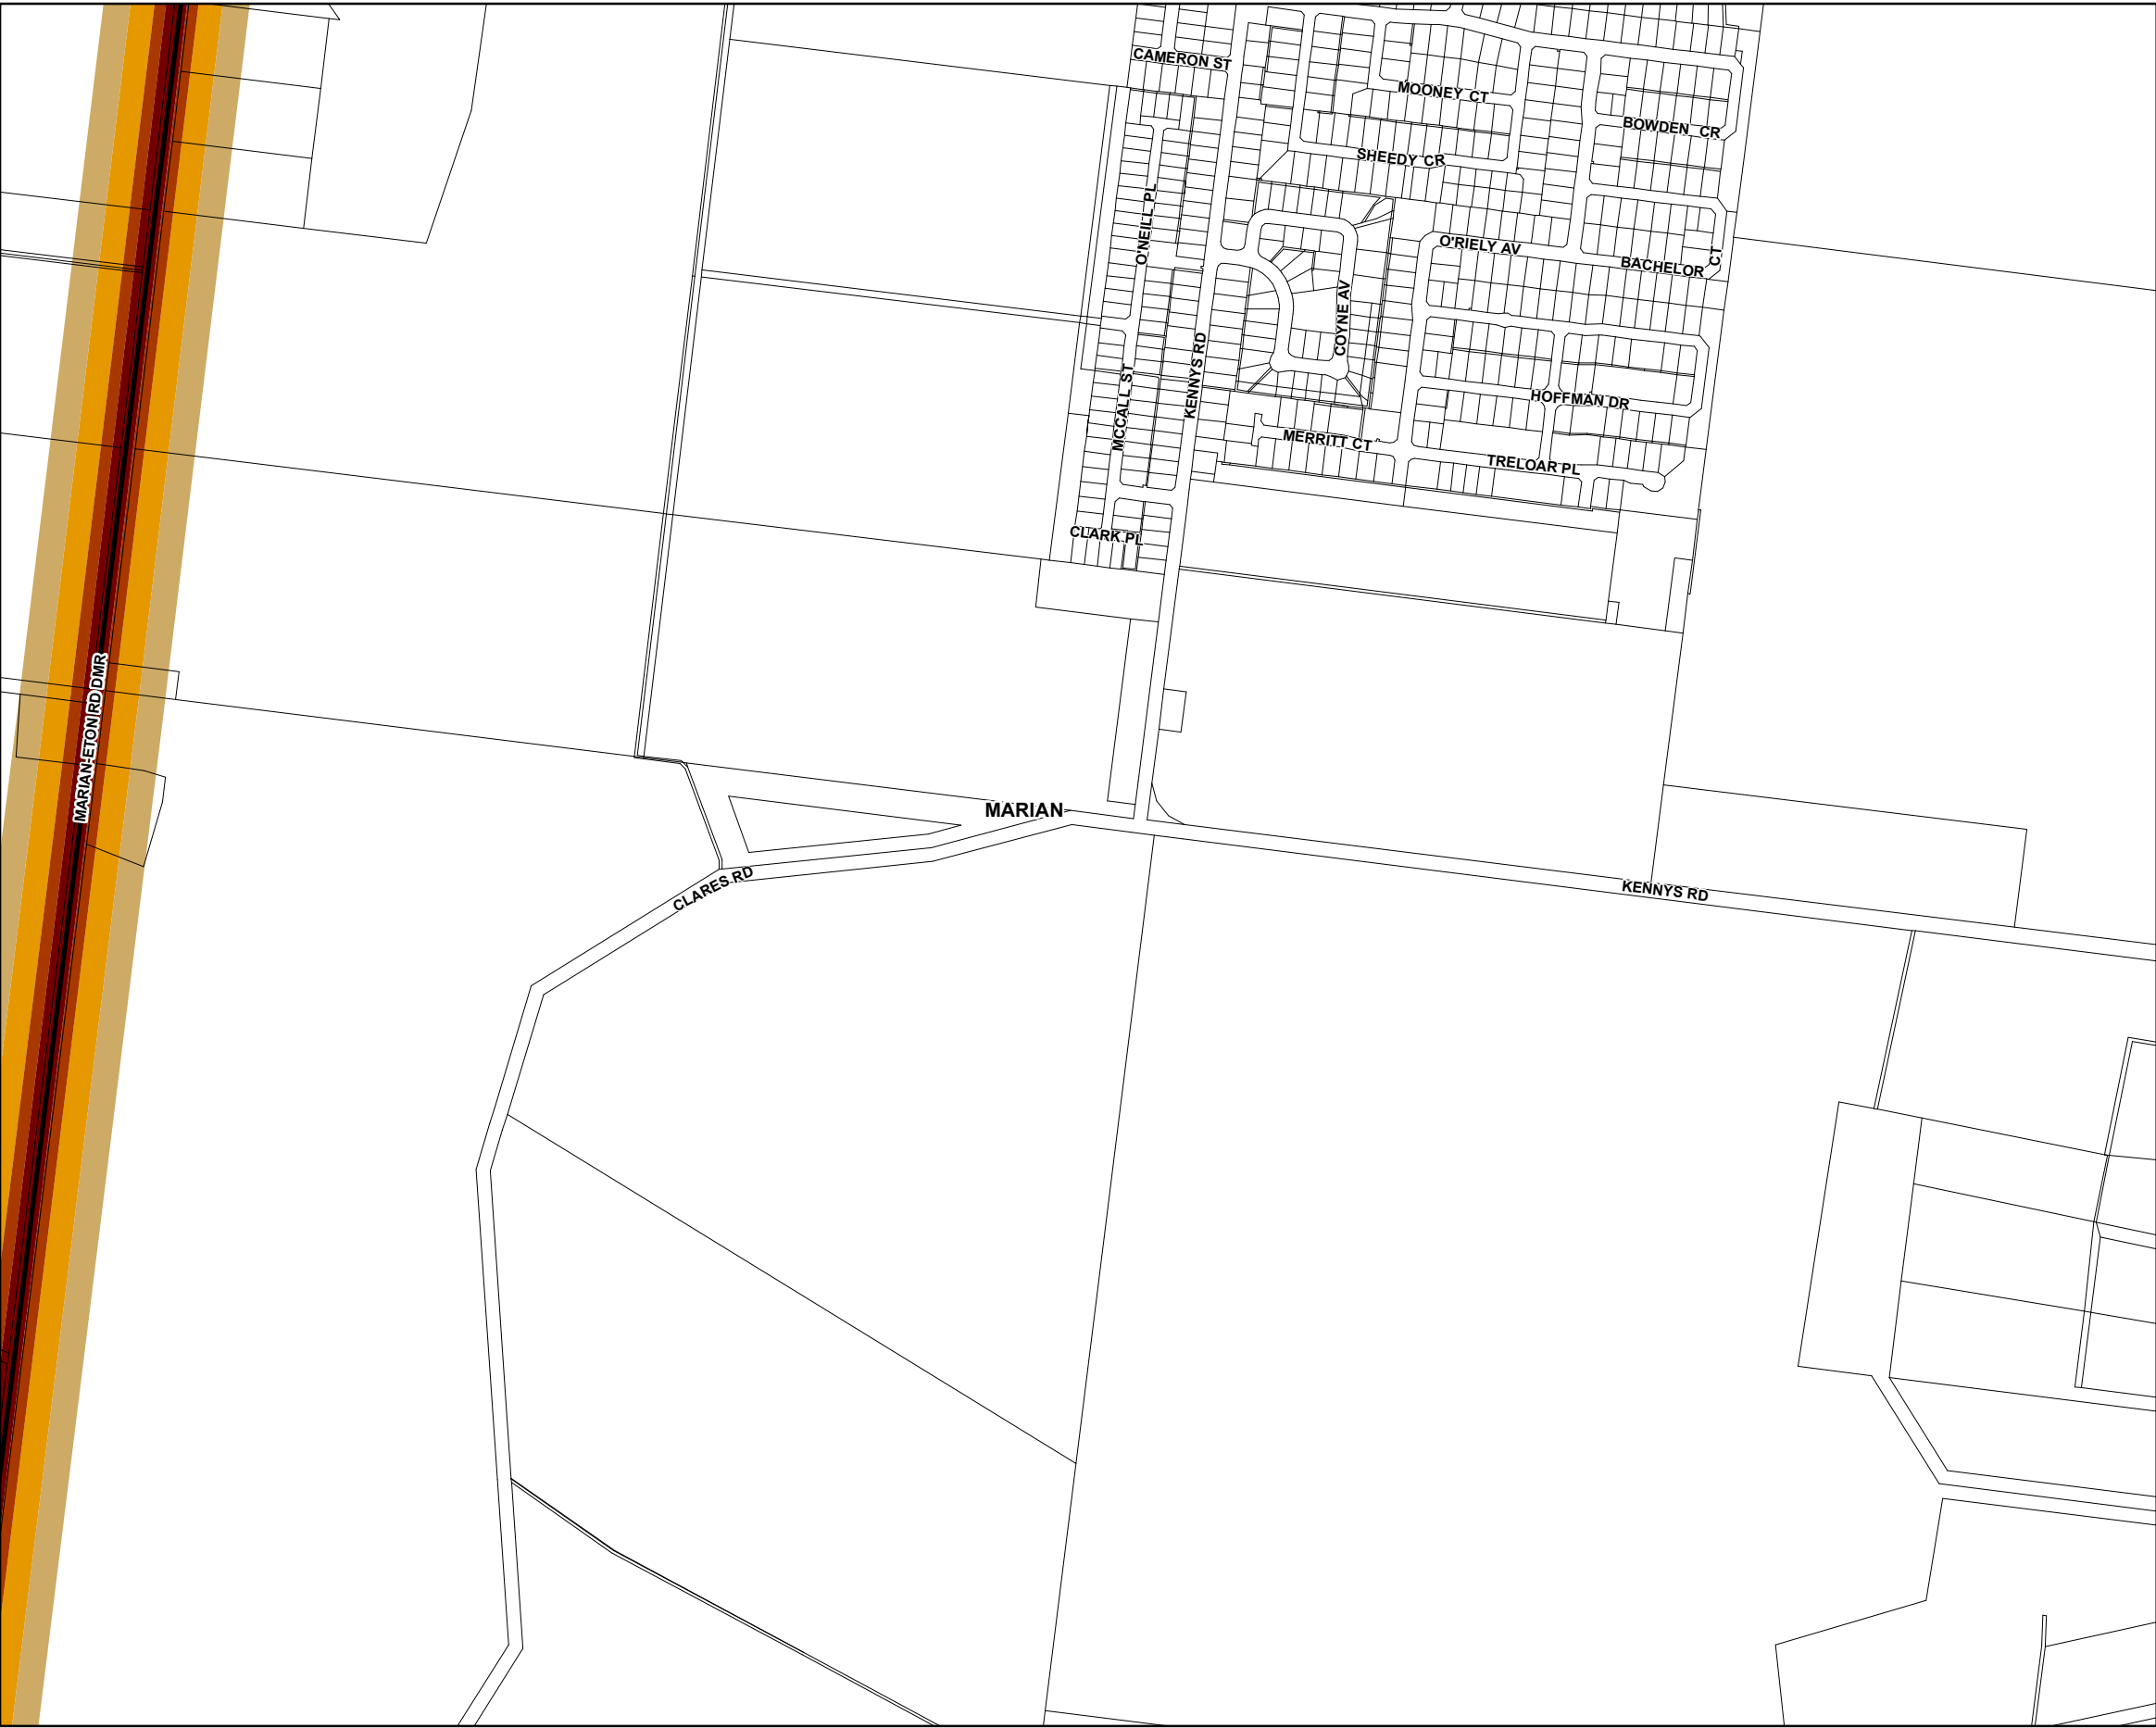 CAMERON ST
MOONEY CT
BOWDEN CR
SHEEDY CR
O'NEILL PL
O'RIELY AV
BACHELOR CT
COYNE AV
KENNYS RD
MCCALL ST
HOFFMAN DR
MERRITT CT
TRELOAR PL
CLARK PL
MARIAN-ETON RD DMR
MARIAN
CLARES RD
KENNYS RD